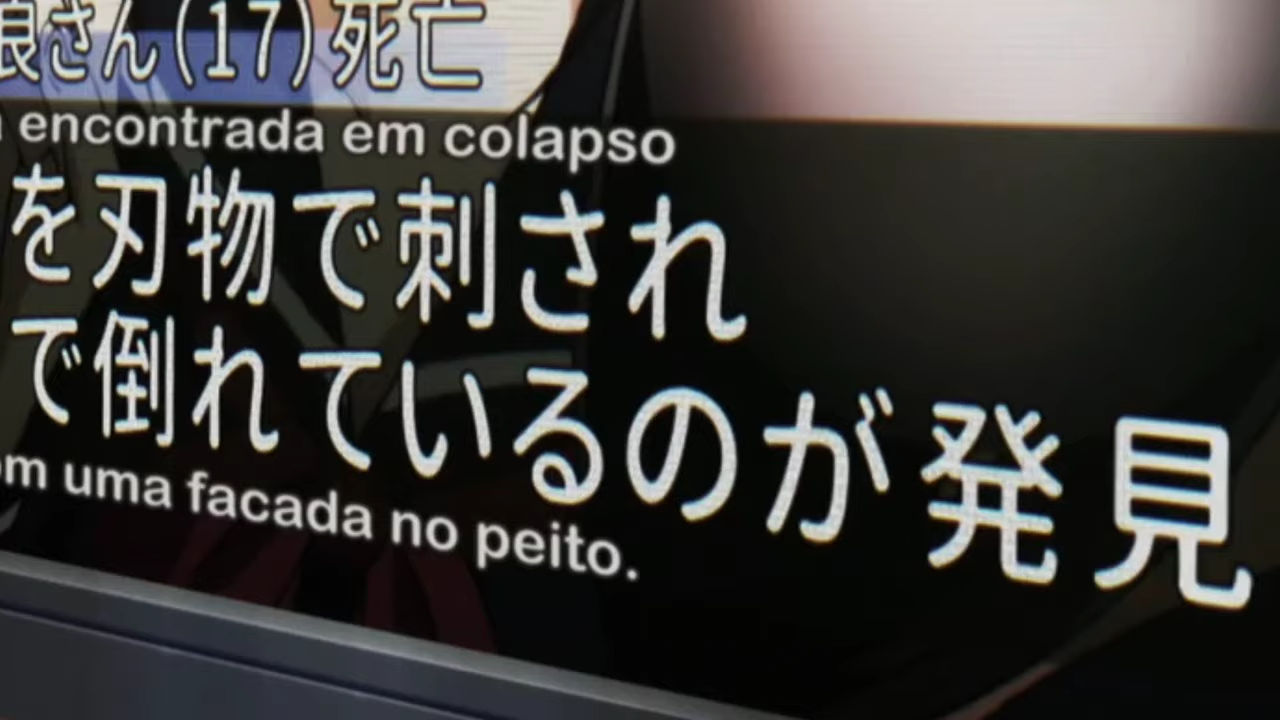 良さん(17)死亡
encontrada em colapso
を刃物で刺され
で倒れているのが発見
uma facada no peito.